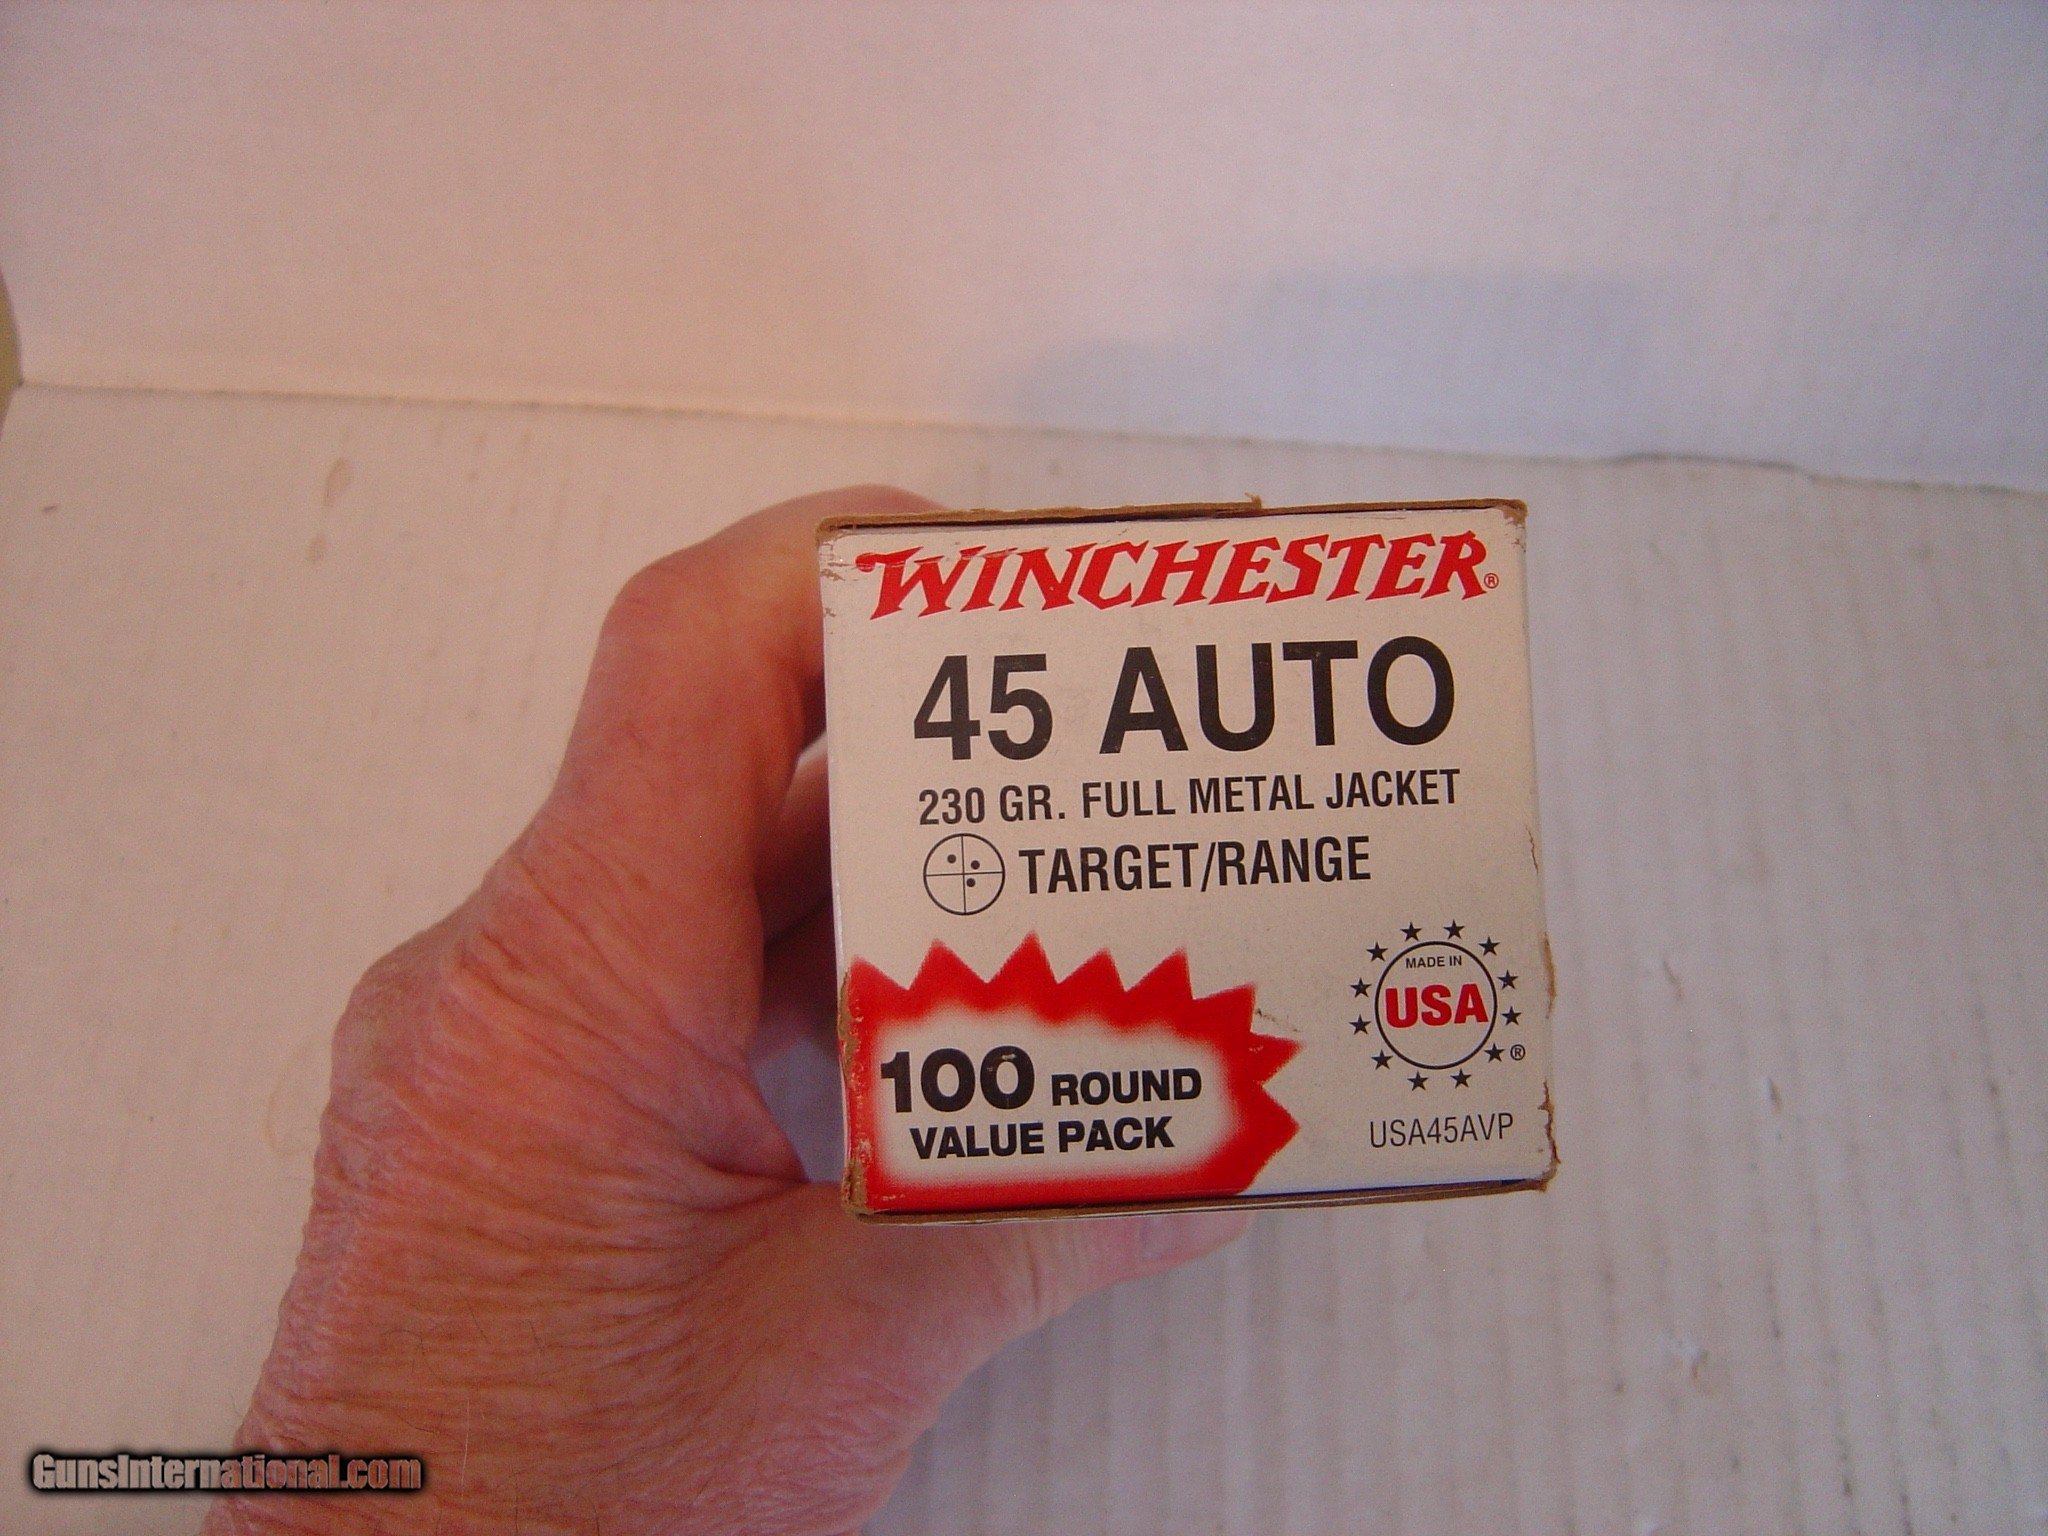 WINCHESTER®
45 AUTO
230 GR. FULL METAL JACKET
TARGET/RANGE
100 ROUND
VALUE PACK
MADE IN
USA
®
USA45AVP
GunsInternational.com